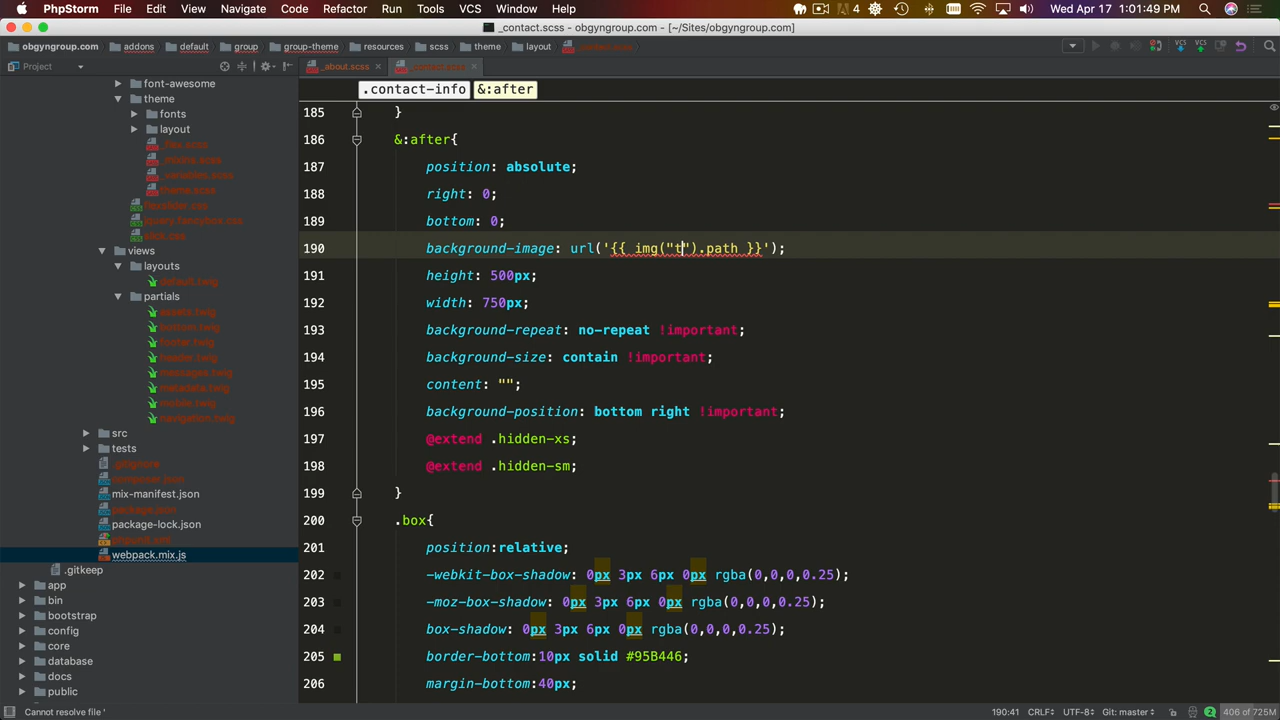 PhpStorm File Edit View Navigate Code Refactor Run Tools VCS Window Help 4 Wed Apr 17 1:01:49 PM
_contact.scss - obgyngroup.com - [~/Sites/obgyngroup.com]
obgyngroup.com addons default group group-theme resources scss theme layout _contact.scss
Project _about.scss _contact.scss
.contact-info &:after
font-awesome
theme
fonts
layout
_flex.scss
_mixins.scss
_variables.scss
theme.scss
flexslider.css
jquery.fancybox.css
slick.css
views
layouts
default.twig
partials
assets.twig
bottom.twig
footer.twig
header.twig
messages.twig
metadata.twig
mobile.twig
navigation.twig
src
tests
.gitignore
composer.json
mix-manifest.json
package.json
package-lock.json
phpunit.xml
webpack.mix.js
.gitkeep
app
bin
bootstrap
config
core
database
docs
public
185 }
186 &:after{
187 position: absolute;
188 right: 0;
189 bottom: 0;
190 background-image: url('{{ img("t").path }}');
191 height: 500px;
192 width: 750px;
193 background-repeat: no-repeat !important;
194 background-size: contain !important;
195 content: "";
196 background-position: bottom right !important;
197 @extend .hidden-xs;
198 @extend .hidden-sm;
199 }
200 .box{
201 position:relative;
202 -webkit-box-shadow: 0px 3px 6px 0px rgba(0,0,0,0.25);
203 -moz-box-shadow: 0px 3px 6px 0px rgba(0,0,0,0.25);
204 box-shadow: 0px 3px 6px 0px rgba(0,0,0,0.25);
205 border-bottom:10px solid #95B446;
206 margin-bottom:40px;
Cannot resolve file ' 190:41 CRLF÷ UTF-8÷ Git: master÷ 2 406 of 725M